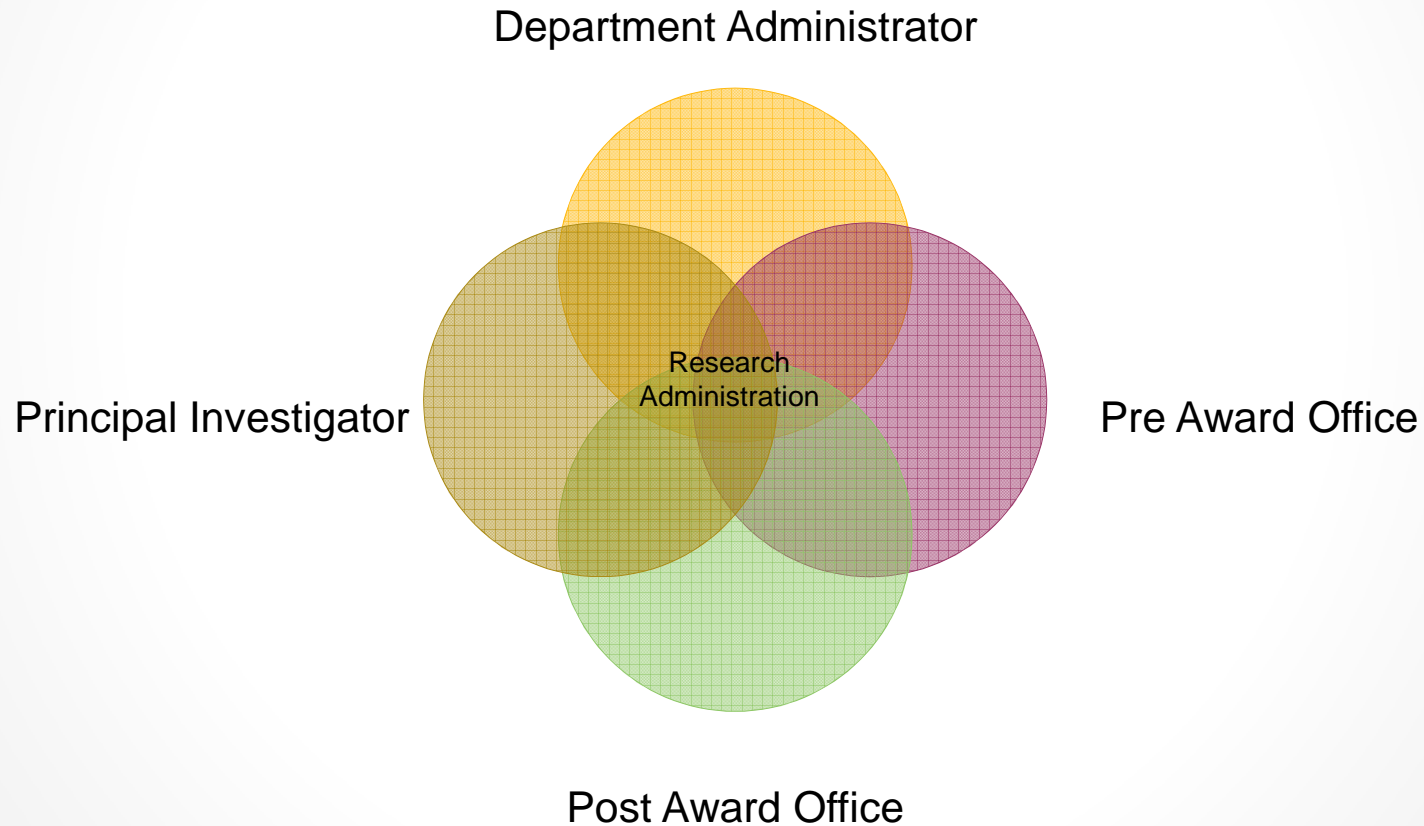 Department Administrator
Research
Administration
Principal Investigator
Pre Award Office
Post Award Office